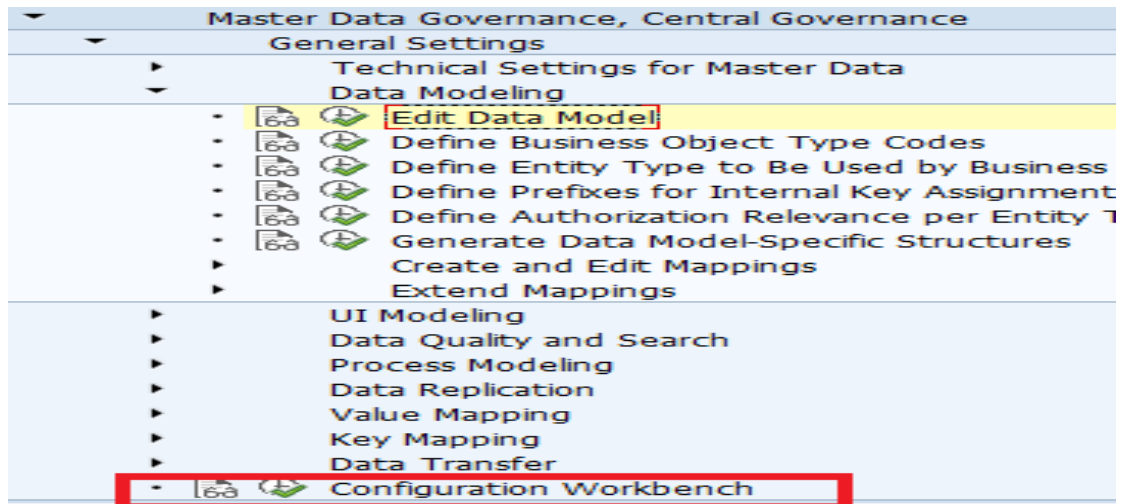 Master Data Governance, Central Governance
General Settings
Technical Settings for Master Data
Data Modeling
Edit Data Model
Define Business Object Type Codes
Define Entity Type to Be Used by Business
Define Prefixes for Internal Key Assignment
Define Authorization Relevance per Entity T
Generate Data Model-Specific Structures
Create and Edit Mappings
Extend Mappings
UI Modeling
Data Quality and Search
Process Modeling
Data Replication
Value Mapping
Key Mapping
Data Transfer
Configuration Workbench